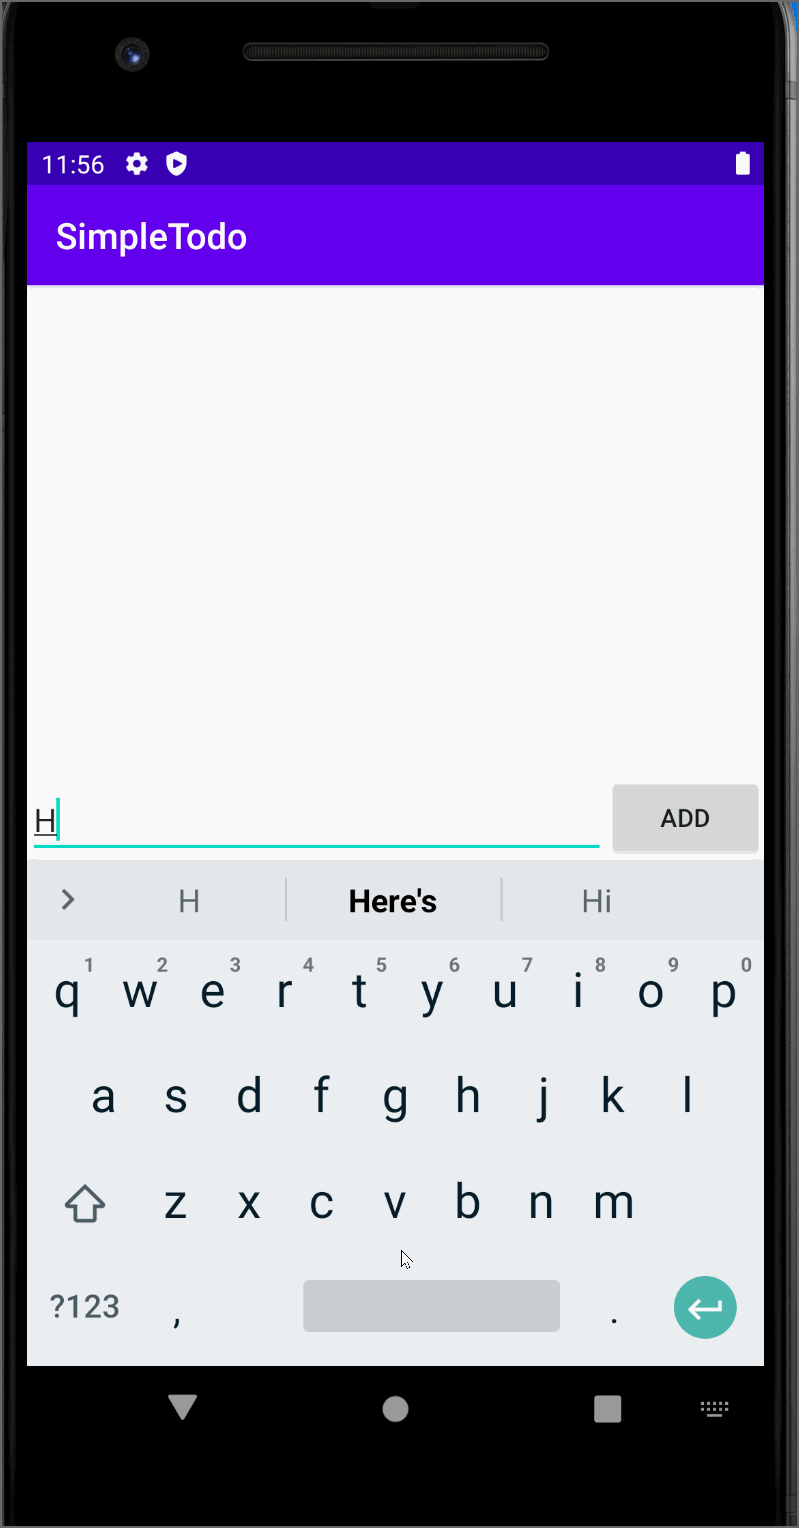 11:56
SimpleTodo
H
ADD
H Here's Hi
1 2 3 4 5 6 7 8 9 0
q w e r t y u i o p
a s d f g h j k l
z x c v b n m
?123 , .